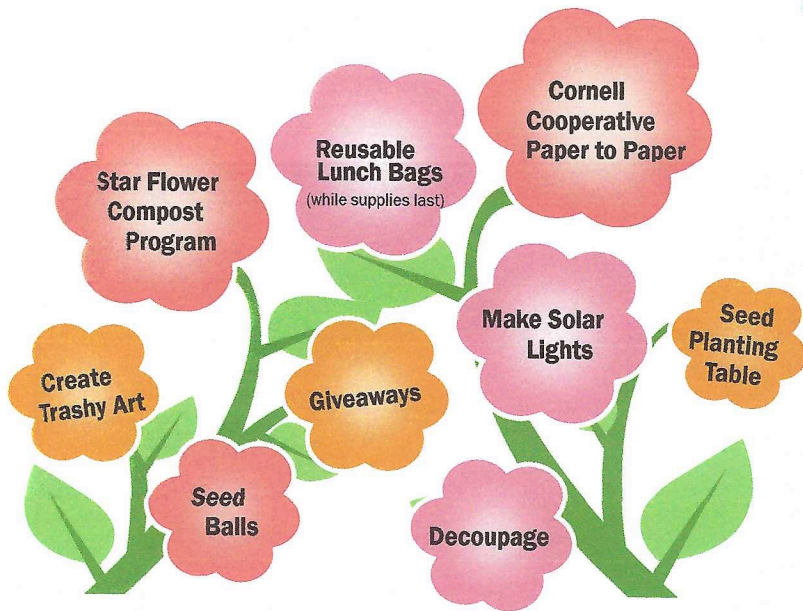 Cornell
Cooperative
Paper to Paper
Reusable
Lunch Bags
(while supplies last)
Star Flower
Compost
Program
Make Solar
Lights
Seed
Planting
Table
Create
Trashy Art
Giveaways
Seed
Balls
Decoupage